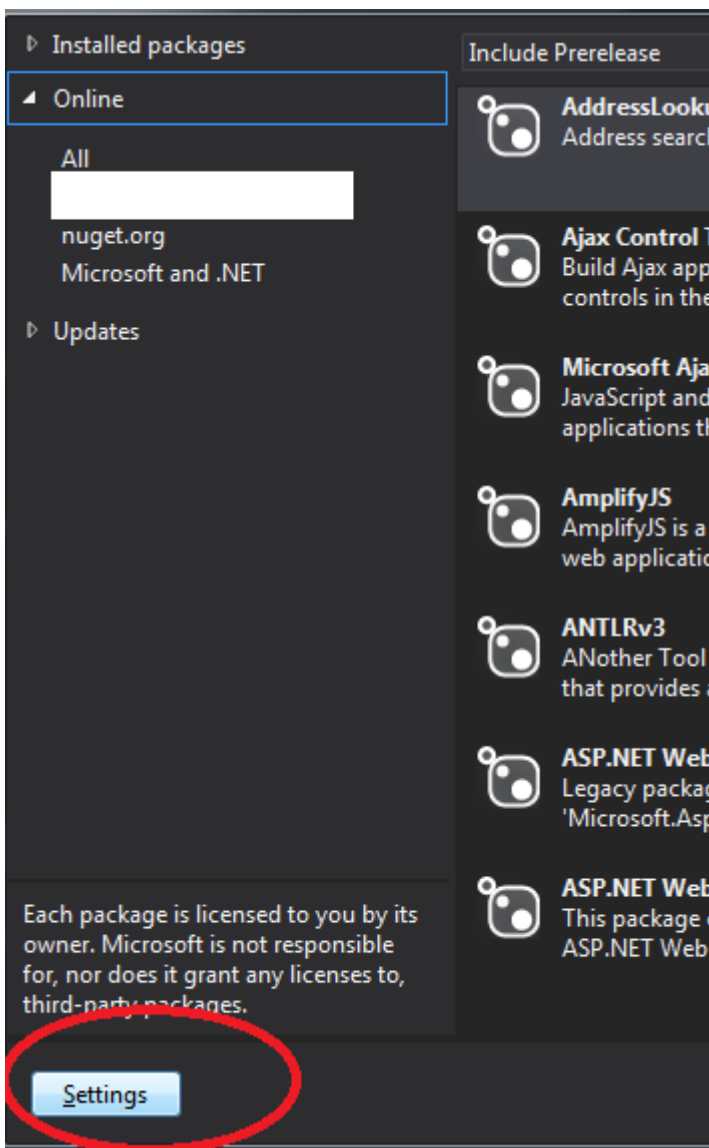 Installed packages
Online
All
nuget.org
Microsoft and .NET
Updates
Each package is licensed to you by its
owner. Microsoft is not responsible
for, nor does it grant any licenses to,
third-party packages.
Settings
Include Prerelease
AddressLooku
Address search
Ajax Control T
Build Ajax app
controls in the
Microsoft Aja
JavaScript and
applications th
AmplifyJS
AmplifyJS is a
web applicatio
ANTLRv3
ANother Tool
that provides a
ASP.NET Web
Legacy packag
'Microsoft.Asp
ASP.NET Web
This package c
ASP.NET Web